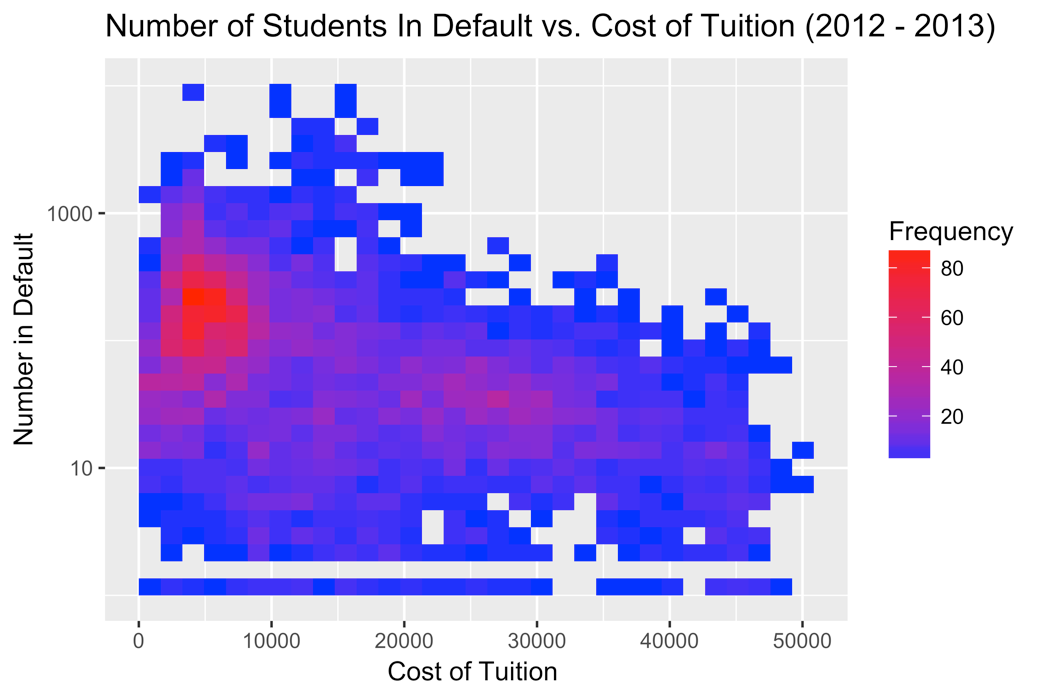 Number of Students In Default vs. Cost of Tuition (2012 - 2013)
Number in Default
1000
10
0 10000 20000 30000 40000 50000
Cost of Tuition
Frequency
80
60
40
20